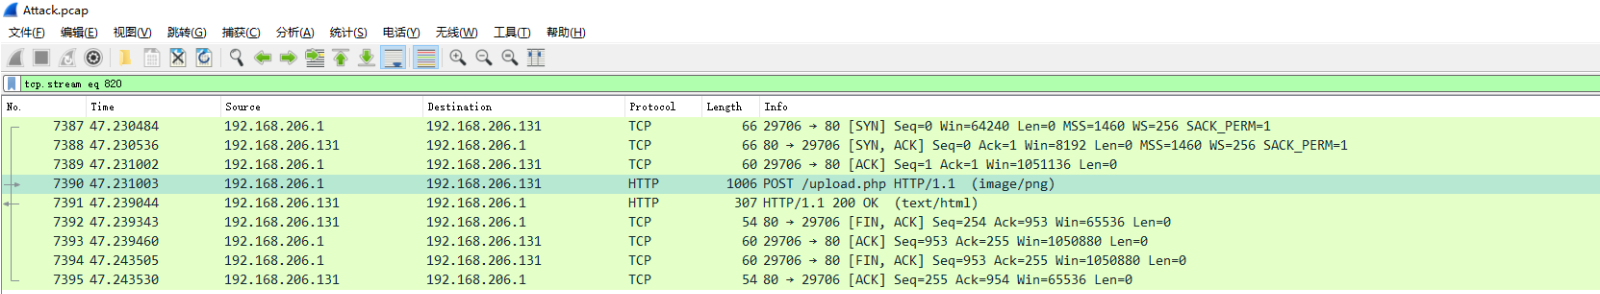 Attack.pcap
文件(F) 编辑(E) 视图(V) 跳转(G) 捕获(C) 分析(A) 统计(S) 电话(Y) 无线(W) 工具(T) 帮助(H)
tcp.stream eq 820
No. Time Source Destination Protocol Length Info
7387 47.230484 192.168.206.1 192.168.206.131 TCP 66 29706 → 80 [SYN] Seq=0 Win=64240 Len=0 MSS=1460 WS=256 SACK_PERM=1
7388 47.230536 192.168.206.131 192.168.206.1 TCP 66 80 → 29706 [SYN, ACK] Seq=0 Ack=1 Win=8192 Len=0 MSS=1460 WS=256 SACK_PERM=1
7389 47.231002 192.168.206.1 192.168.206.131 TCP 60 29706 → 80 [ACK] Seq=1 Ack=1 Win=1051136 Len=0
7390 47.231003 192.168.206.1 192.168.206.131 HTTP 1006 POST /upload.php HTTP/1.1 (image/png)
7391 47.239044 192.168.206.131 192.168.206.1 HTTP 307 HTTP/1.1 200 OK (text/html)
7392 47.239343 192.168.206.131 192.168.206.1 TCP 54 80 → 29706 [FIN, ACK] Seq=254 Ack=953 Win=65536 Len=0
7393 47.239460 192.168.206.1 192.168.206.131 TCP 60 29706 → 80 [ACK] Seq=953 Ack=255 Win=1050880 Len=0
7394 47.243505 192.168.206.1 192.168.206.131 TCP 60 29706 → 80 [FIN, ACK] Seq=953 Ack=255 Win=1050880 Len=0
7395 47.243530 192.168.206.131 192.168.206.1 TCP 54 80 → 29706 [ACK] Seq=255 Ack=954 Win=65536 Len=0